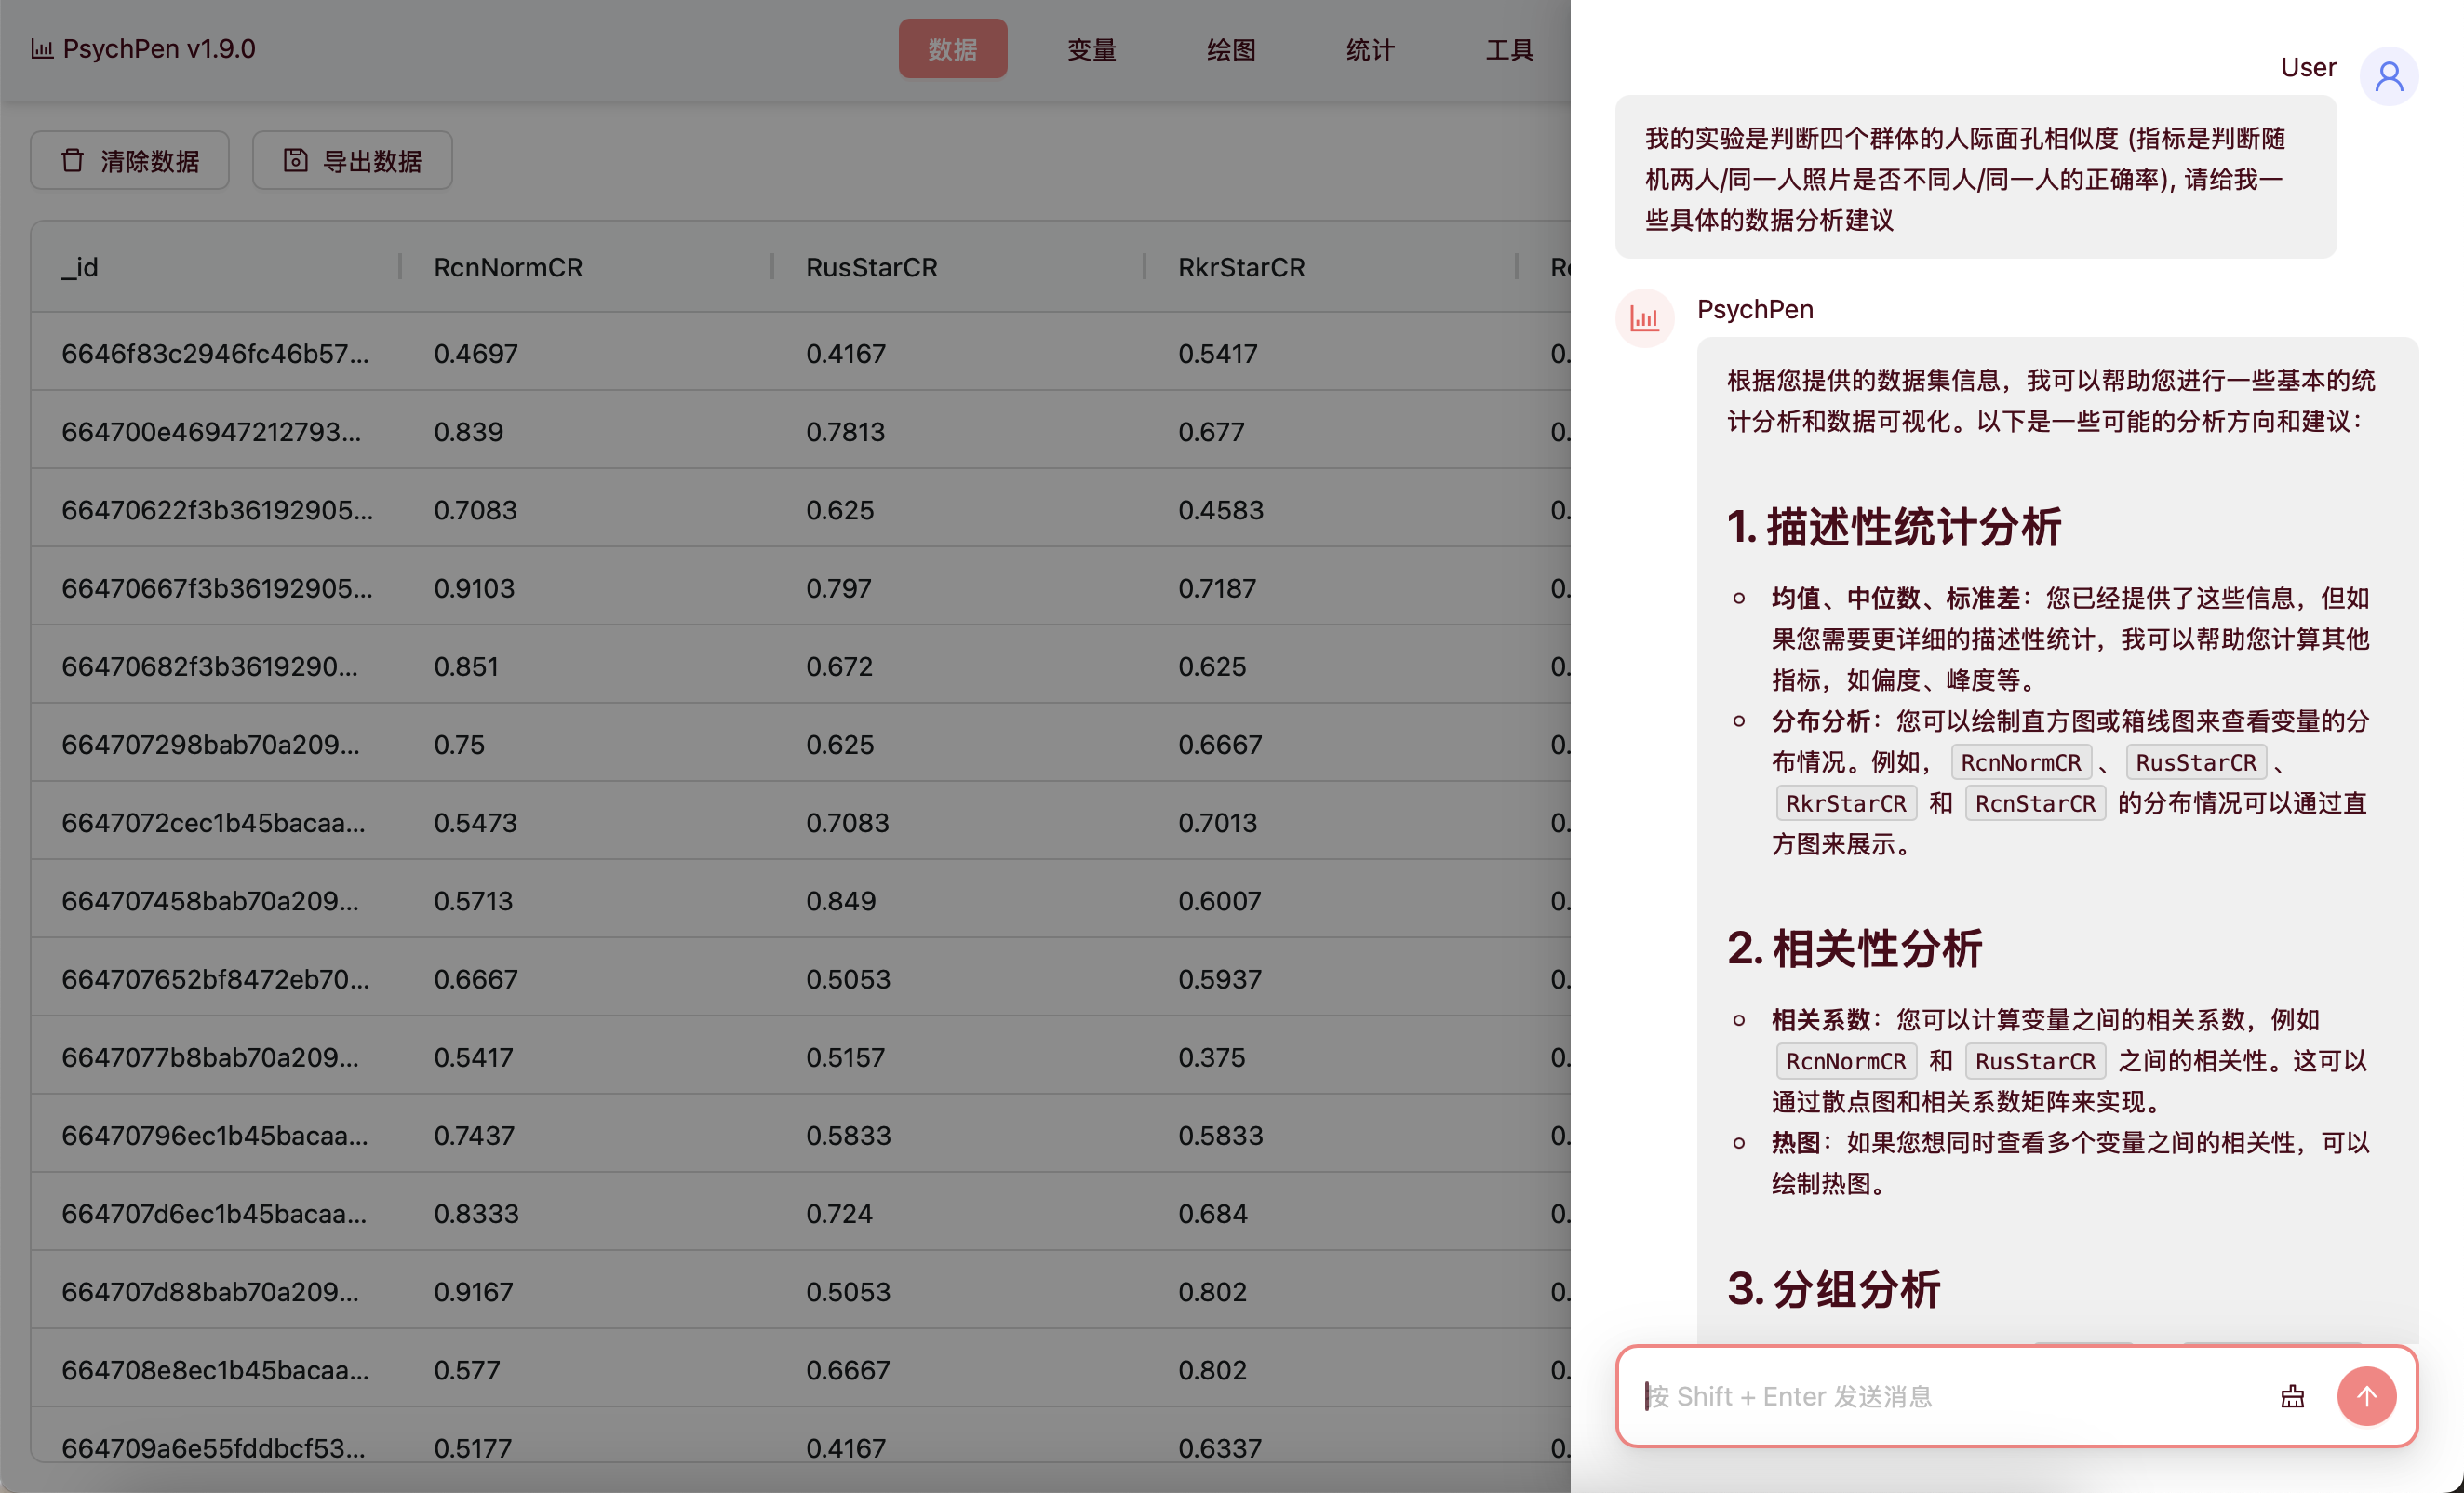 PsychPen v1.9.0
数据
变量
绘图
统计
工具
清除数据
导出数据
_id RcnNormCR RusStarCR RkrStarCR
6646f83c2946fc46b57... 0.4697 0.4167 0.5417 0.
664700e46947212793... 0.839 0.7813 0.677 0.
66470622f3b36192905... 0.7083 0.625 0.4583 0.
66470667f3b36192905... 0.9103 0.797 0.7187 0.
66470682f3b3619290... 0.851 0.672 0.625 0.
664707298bab70a209... 0.75 0.625 0.6667 0.
6647072cec1b45bacaa... 0.5473 0.7083 0.7013 0.
664707458bab70a209... 0.5713 0.849 0.6007 0.
664707652bf8472eb70... 0.6667 0.5053 0.5937 0.
6647077b8bab70a209... 0.5417 0.5157 0.375 0.
66470796ec1b45bacaa... 0.7437 0.5833 0.5833 0.
664707d6ec1b45bacaa... 0.8333 0.724 0.684 0.
664707d88bab70a209... 0.9167 0.5053 0.802 0.
664708e8ec1b45bacaa... 0.577 0.6667 0.802 0.
664709a6e55fddbcf53... 0.5177 0.4167 0.6337 0.
User
我的实验是判断四个群体的人际面孔相似度 (指标是判断随
机两人/同一人照片是否不同人/同一人的正确率), 请给我一
些具体的数据分析建议
PsychPen
根据您提供的数据集信息，我可以帮助您进行一些基本的统
计分析和数据可视化。以下是一些可能的分析方向和建议：
1. 描述性统计分析
均值、中位数、标准差：您已经提供了这些信息，但如
果您需要更详细的描述性统计，我可以帮助您计算其他
指标，如偏度、峰度等。
分布分析：您可以绘制直方图或箱线图来查看变量的分
布情况。例如， RcnNormCR 、 RusStarCR 、
RkrStarCR 和 RcnStarCR 的分布情况可以通过直
方图来展示。
2. 相关性分析
相关系数：您可以计算变量之间的相关系数，例如
RcnNormCR 和 RusStarCR 之间的相关性。这可以
通过散点图和相关系数矩阵来实现。
热图：如果您想同时查看多个变量之间的相关性，可以
绘制热图。
3. 分组分析
按 Shift + Enter 发送消息